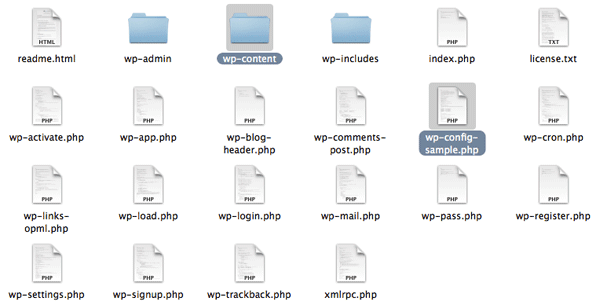 HTML
TXT
PHP
readme.html
wp-admin
wp-content
wp-includes
index.php
license.txt
PHP
PHP
PHP
PHP
PHP
PHP
wp-activate.php
wp-app.php
wp-blog-
header.php
wp-comments-
post.php
wp-config-
sample.php
wp-cron.php
PHP
PHP
PHP
PHP
PHP
PHP
wp-links-
opml.php
wp-load.php
wp-login.php
wp-mail.php
wp-pass.php
wp-register.php
PHP
PHP
PHP
PHP
wp-settings.php
wp-signup.php
wp-trackback.php
xmlrpc.php